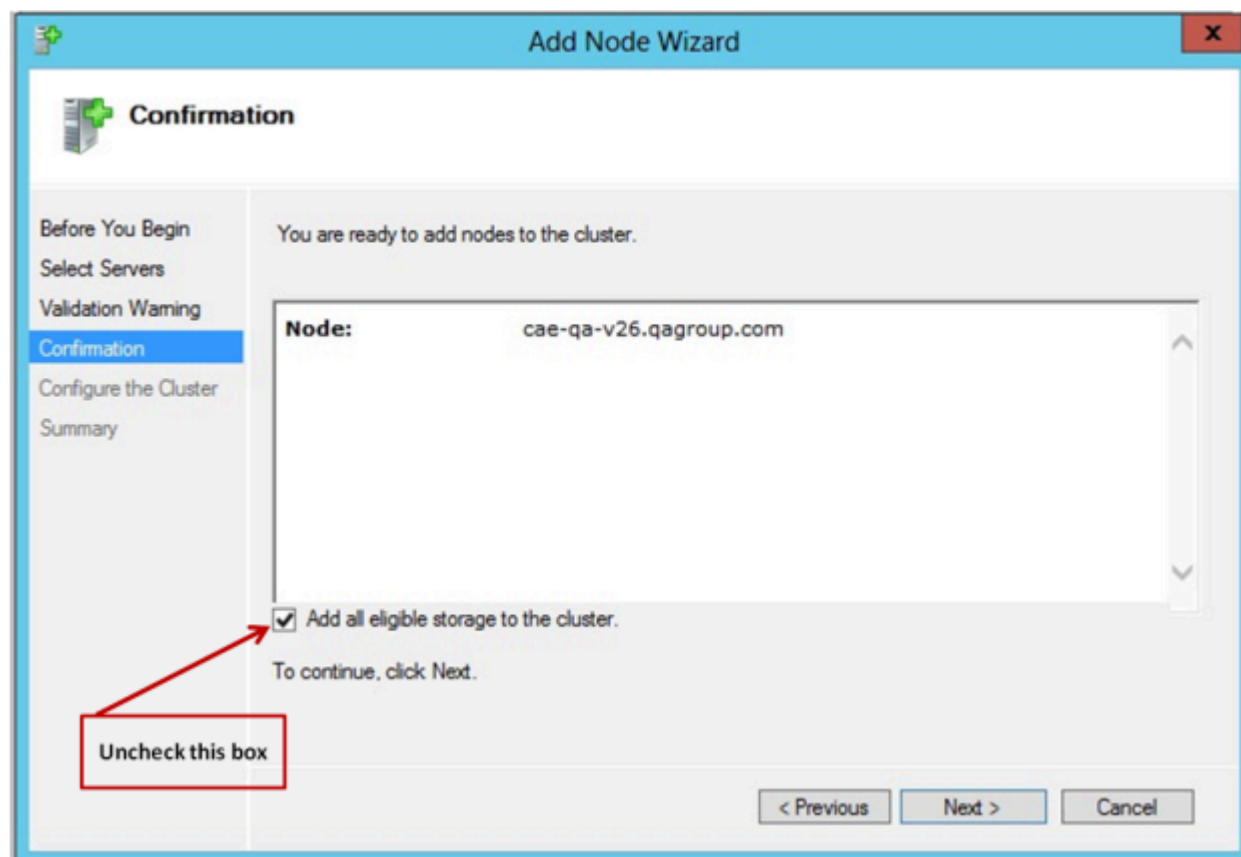 Add Node Wizard
x
Confirmation
Before You Begin
Select Servers
Validation Warning
Confirmation
Configure the Cluster
Summary
You are ready to add nodes to the cluster.
Node: cae-qa-v26.qagroup.com
Add all eligible storage to the cluster.
To continue, click Next.
Uncheck this box
< Previous Next > Cancel